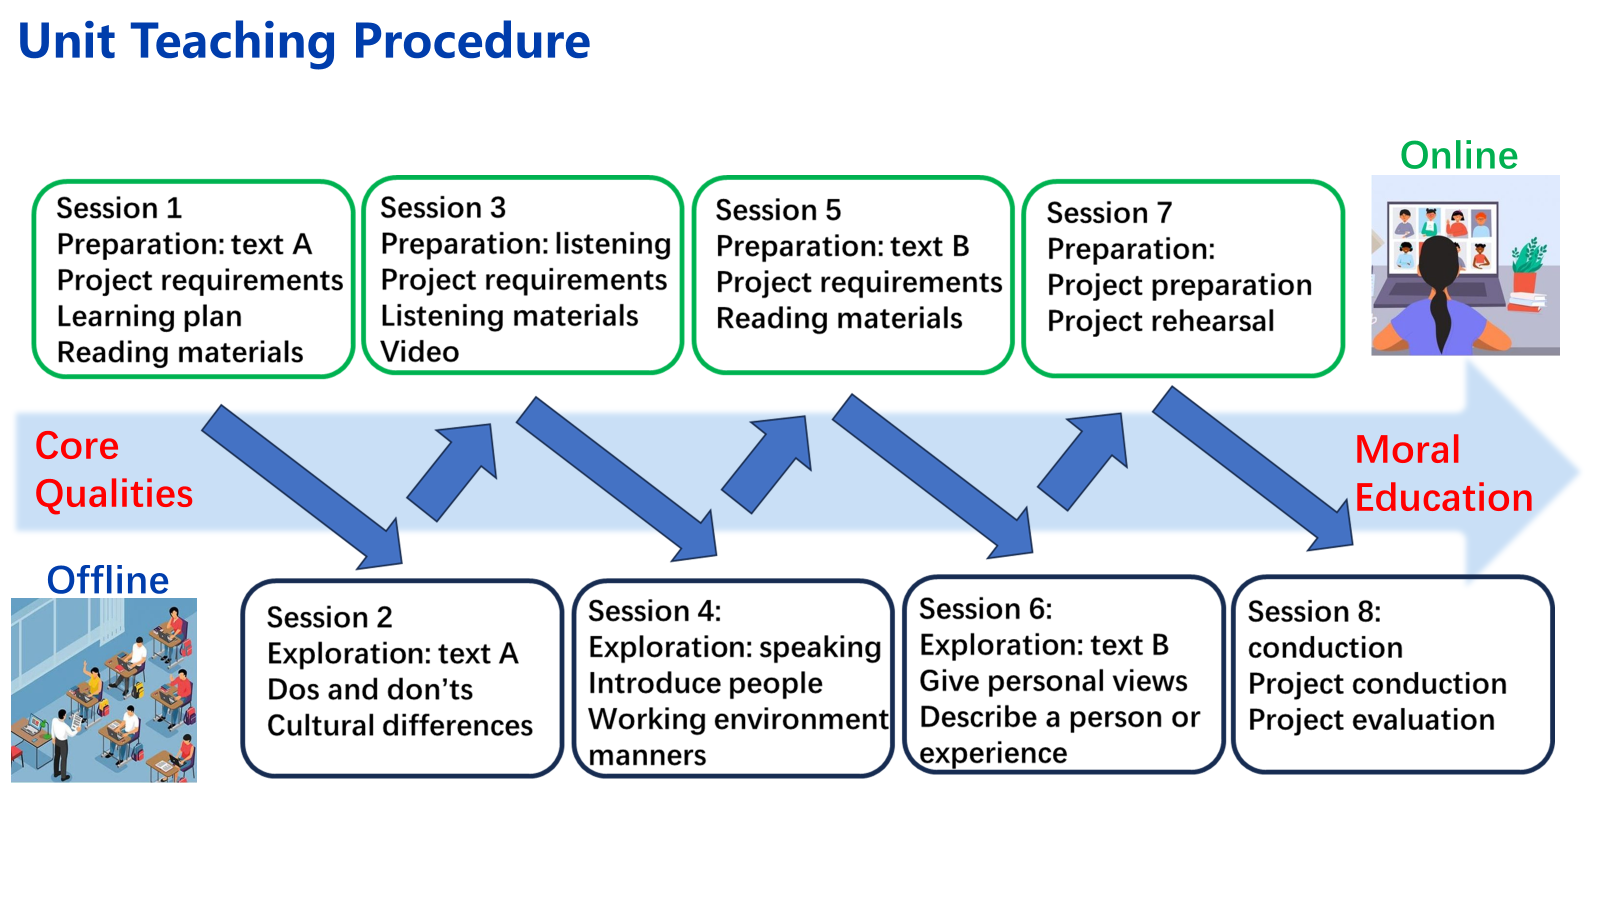 Unit Teaching Procedure
Online
Session 1
Preparation: text A
Project requirements
Learning plan
Reading materials
Session 3
Preparation: listening
Project requirements
Listening materials
Video
Session 5
Preparation: text B
Project requirements
Reading materials
Session 7
Preparation:
Project preparation
Project rehearsal
Core
Qualities
Moral
Education
Offline
Session 2
Exploration: text A
Dos and don’ts
Cultural differences
Session 4:
Exploration: speaking
Introduce people
Working environment
manners
Session 6:
Exploration: text B
Give personal views
Describe a person or
experience
Session 8:
conduction
Project conduction
Project evaluation